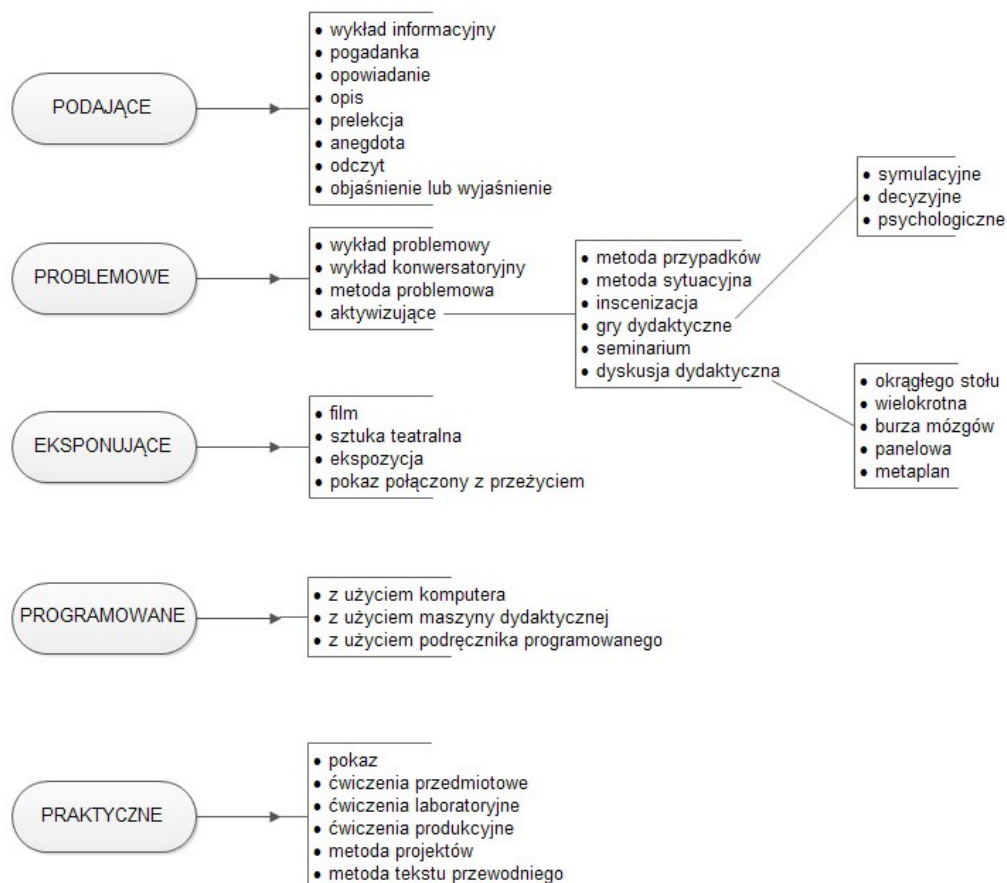 PODAJĄCE
● wykład informacyjny
● pogadanka
● opowiadanie
● opis
● prelekcja
● anegdota
● odczyt
● objaśnienie lub wyjaśnienie
PROBLEMOWE
● wykład problemowy
● wykład konwersatoryjny
● metoda problemowa
● aktywizujące
● metoda przypadków
● metoda sytuacyjna
● inscenizacja
● gry dydaktyczne
● seminarium
● dyskusja dydaktyczna
● symulacyjne
● decyzyjne
● psychologiczne
● okrągłego stołu
● wielokrotna
● burza mózgów
● panelowa
● metaplan
EKSPONUJĄCE
● film
● sztuka teatralna
● ekspozycja
● pokaz połączony z przeżyciem
PROGRAMOWANE
● z użyciem komputera
● z użyciem maszyny dydaktycznej
● z użyciem podręcznika programowanego
PRAKTYCZNE
● pokaz
● ćwiczenia przedmiotowe
● ćwiczenia laboratoryjne
● ćwiczenia produkcyjne
● metoda projektów
● metoda tekstu przewodniego